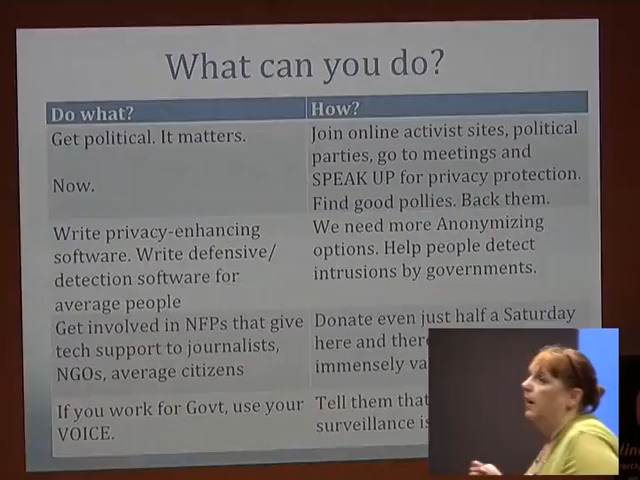 What can you do?
Do what?
How?
Get political. It matters.
Now.
Join online activist sites, political
parties, go to meetings and
SPEAK UP for privacy protection.
Find good pollies. Back them.
Write privacy-enhancing
software. Write defensive/
detection software for
average people
We need more Anonymizing
options. Help people detect
intrusions by governments.
Get involved in NFPs that give
tech support to journalists,
NGOs, average citizens
Donate even just half a Saturday
here and
immensely
If you work for Govt, use your
VOICE.
Tell them that
surveillance is